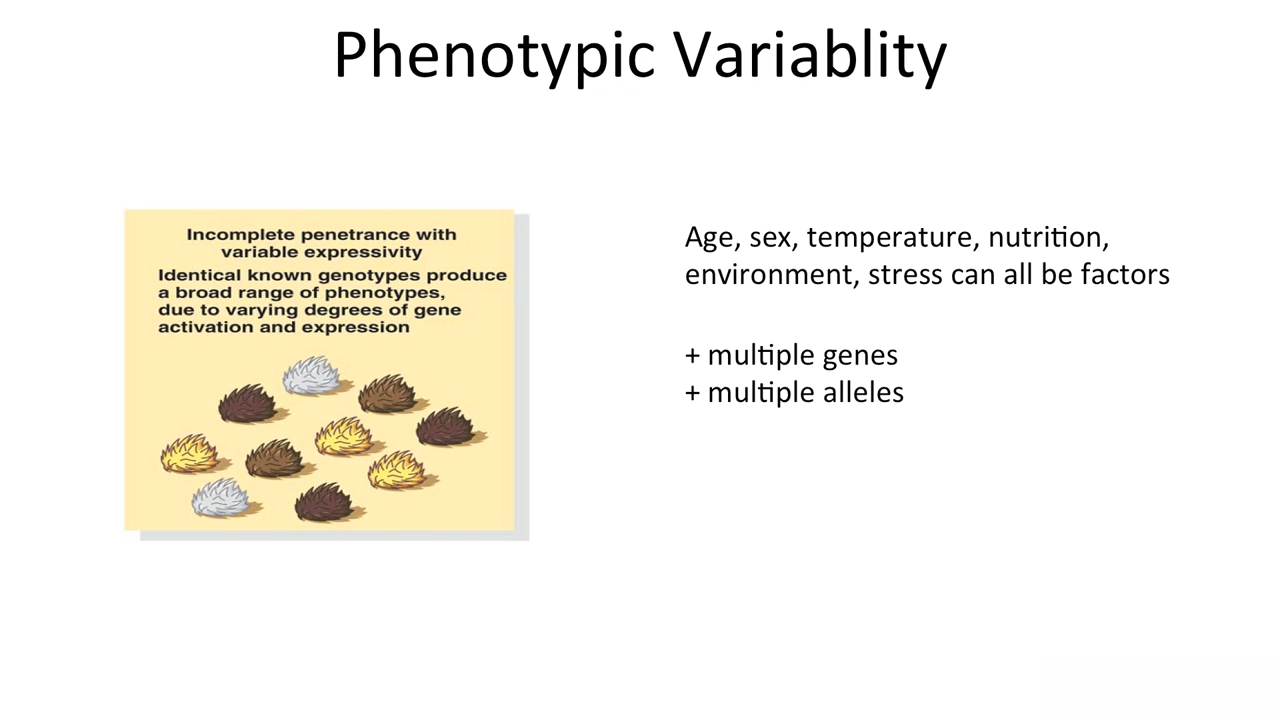 Phenotypic Variablity
Incomplete penetrance with
variable expressivity
Identical known genotypes produce
a broad range of phenotypes,
due to varying degrees of gene
activation and expression
Age, sex, temperature, nutrition,
environment, stress can all be factors
+ multiple genes
+ multiple alleles